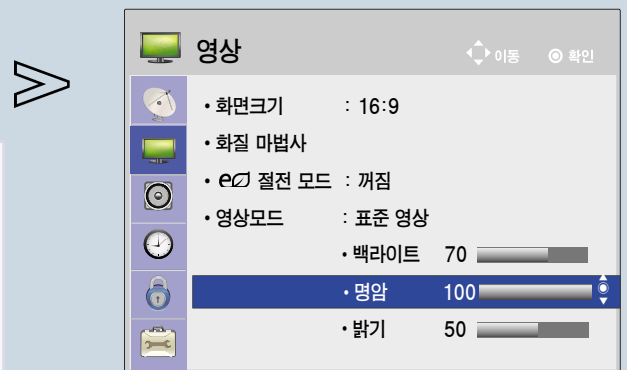 영상 이동 확인
• 화면크기 : 16:9
• 화질 마법사
• e 절전 모드 : 꺼짐
• 영상모드 : 표준 영상
• 백라이트 70
• 명암 100
• 밝기 50